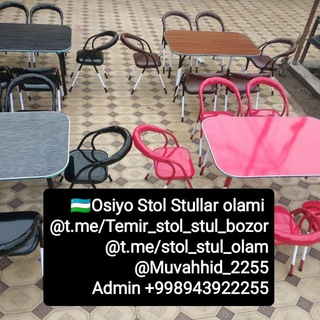 🇺🇿Osiyo Stol Stullar olami
@t.me/Temir_stol_stul_bozor
@t.me/stol_stul_olam
@Muvahhid_2255
Admin +998943922255